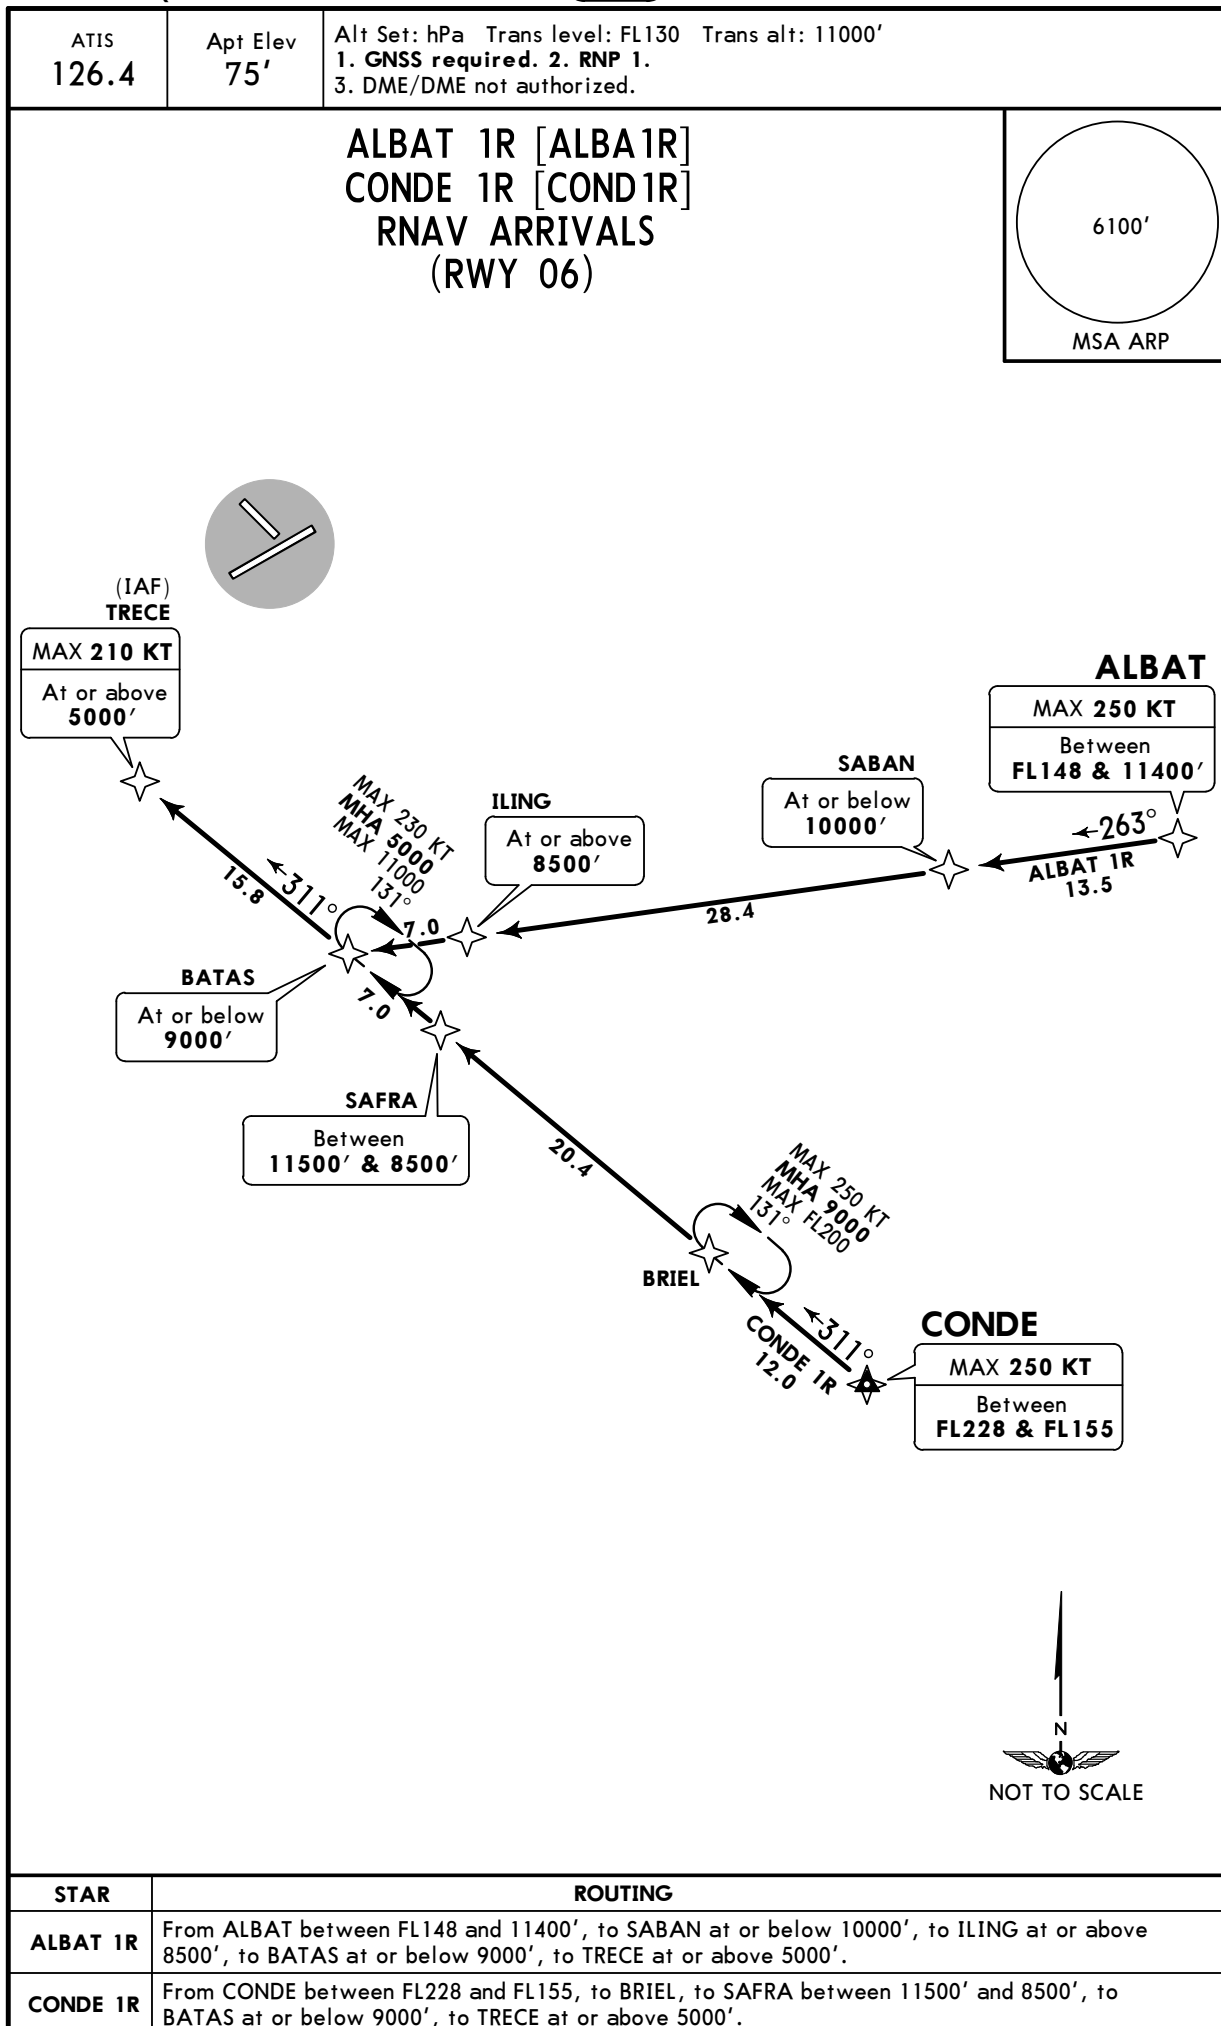 ATIS
126.4
Apt Elev
75'
Alt Set: hPa Trans level: FL130 Trans alt: 11000'
1. GNSS required. 2. RNP 1.
3. DME/DME not authorized.
ALBAT 1R [ALBA1R]
CONDE 1R [COND1R]
RNAV ARRIVALS
(RWY 06)
6100'
MSA ARP
(IAF)
TRECE
MAX 210 KT
At or above
5000'
ALBAT
MAX 250 KT
Between
FL148 & 11400'
SABAN
At or below
10000'
263°
ALBAT 1R
13.5
ILING
At or above
8500'
28.4
MAX 230 KT
MHA 5000
MAX 11000
131°
15.8
311°
7.0
BATAS
At or below
9000'
7.0
SAFRA
Between
11500' & 8500'
20.4
MAX 250 KT
MHA 9000
MAX FL200
131°
BRIEL
311°
CONDE 1R
12.0
CONDE
MAX 250 KT
Between
FL228 & FL155
N
NOT TO SCALE
STAR
ROUTING
ALBAT 1R
From ALBAT between FL148 and 11400', to SABAN at or below 10000', to ILING at or above
8500', to BATAS at or below 9000', to TRECE at or above 5000'.
CONDE 1R
From CONDE between FL228 and FL155, to BRIEL, to SAFRA between 11500' and 8500', to
BATAS at or below 9000', to TRECE at or above 5000'.